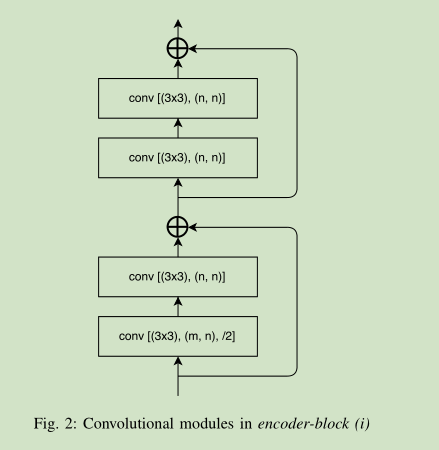 conv [(3x3), (n, n)]
conv [(3x3), (n, n)]
conv [(3x3), (n, n)]
conv [(3x3), (m, n), /2]
Fig. 2: Convolutional modules in encoder-block (i)